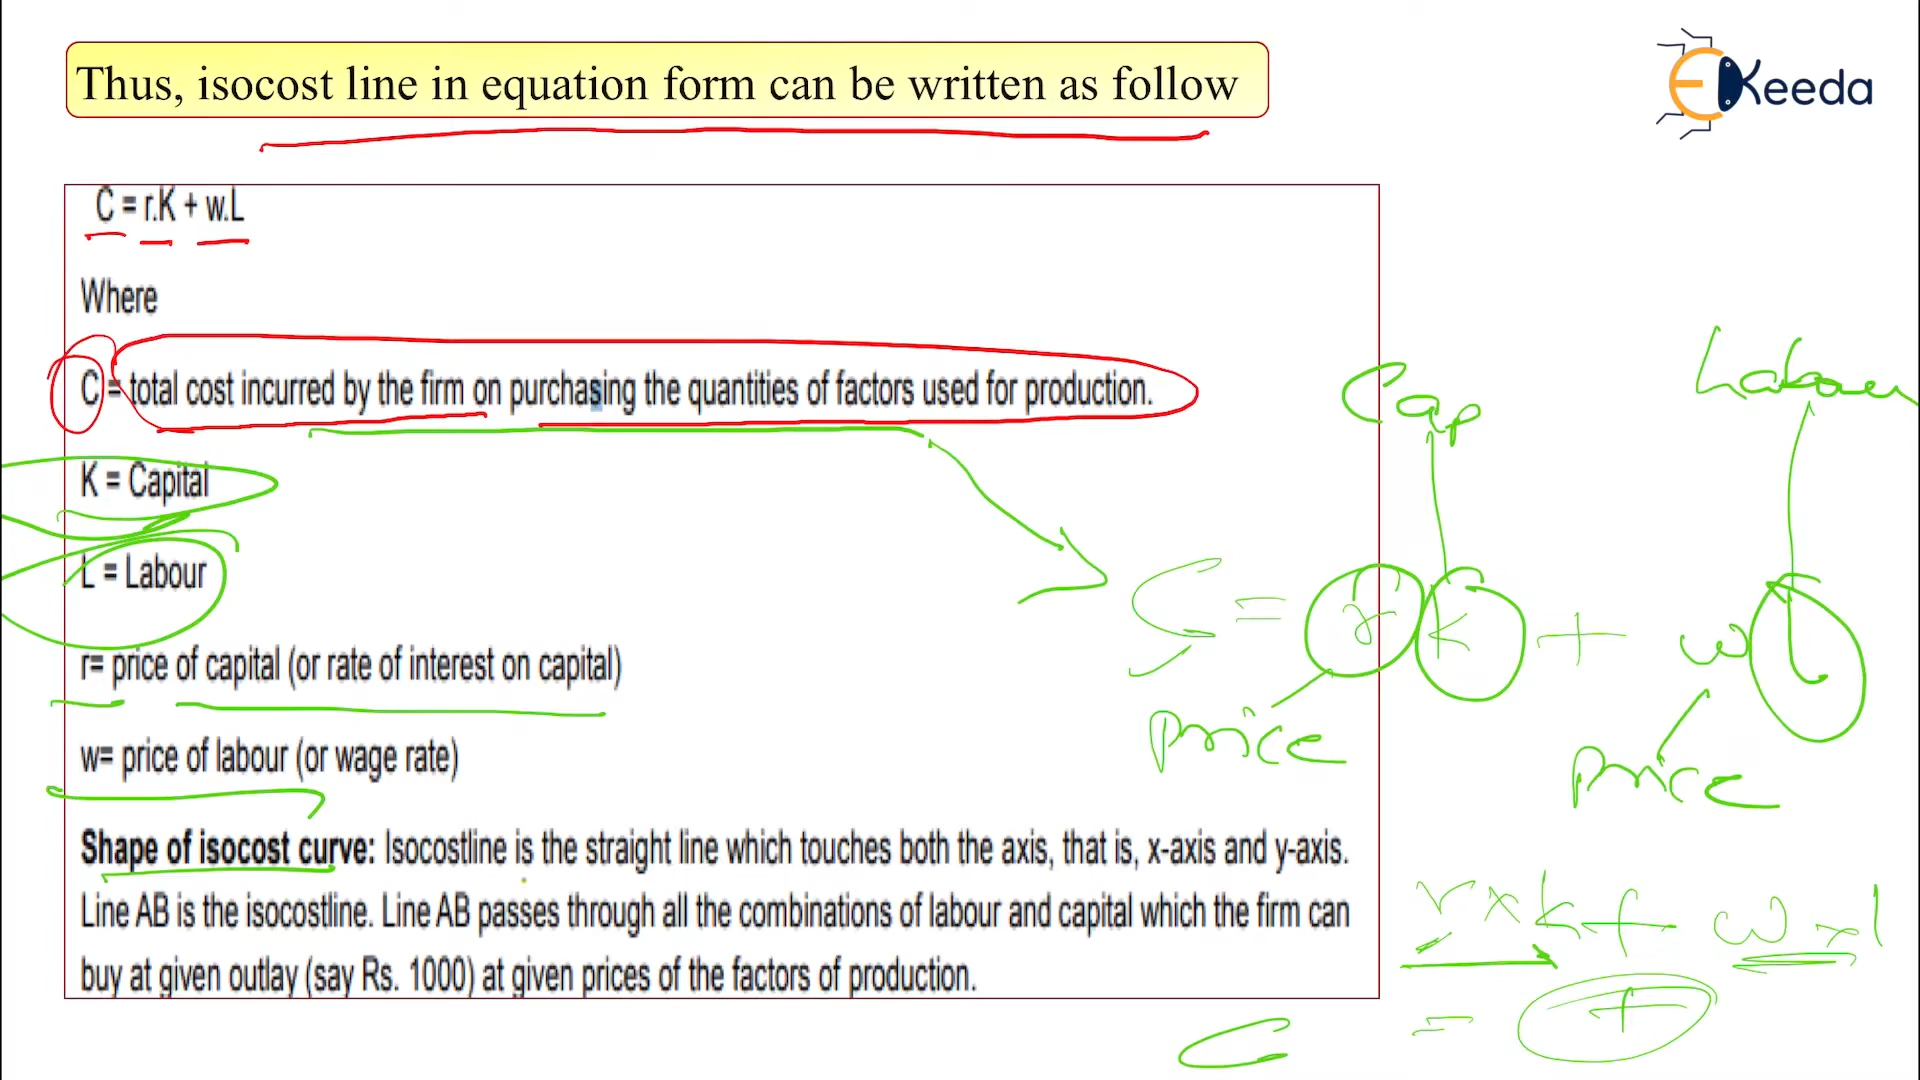 Thus, isocost line in equation form can be written as follow
EKeeda
C = r.K + w.L
Where
C = total cost incurred by the firm on purchasing the quantities of factors used for production.
K = Capital
L = Labour
r= price of capital (or rate of interest on capital)
w= price of labour (or wage rate)
Shape of isocost curve: Isocostline is the straight line which touches both the axis, that is, x-axis and y-axis.
Line AB is the isocostline. Line AB passes through all the combinations of labour and capital which the firm can
buy at given outlay (say Rs. 1000) at given prices of the factors of production.
Cap
Labour
C = r K + w L
price
price
r x k + w x l
C = +